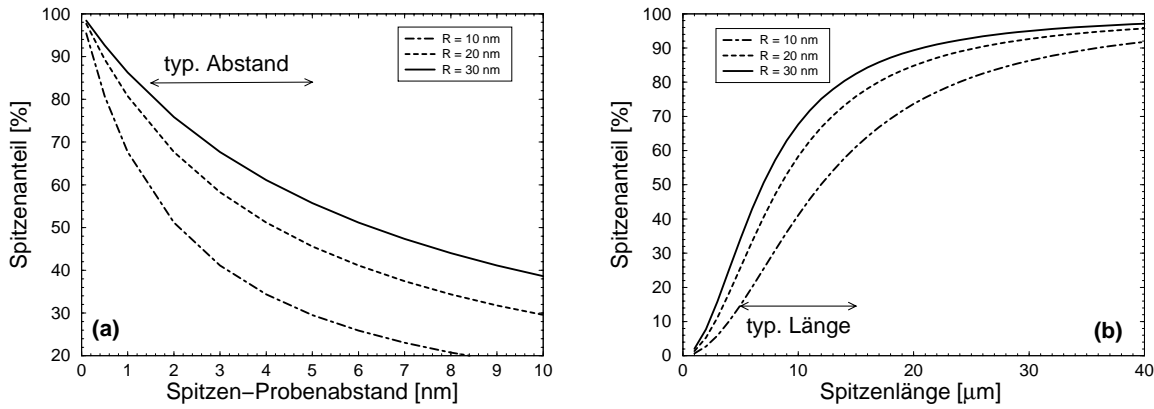 100
90
80
70
60
50
40
30
20
Spitzenanteil [%]
R = 10 nm
R = 20 nm
R = 30 nm
typ. Abstand
(a)
0 1 2 3 4 5 6 7 8 9 10
Spitzen−Probenabstand [nm]
100
90
80
70
60
50
40
30
20
10
0
Spitzenanteil [%]
R = 10 nm
R = 20 nm
R = 30 nm
typ. Länge
(b)
0 10 20 30 40
Spitzenlänge [μm]